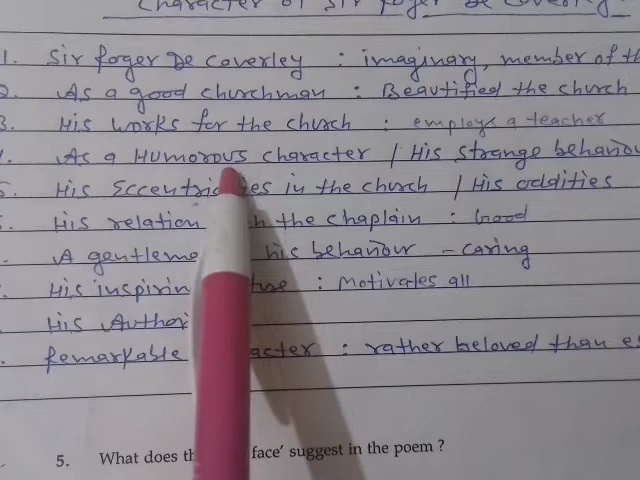 Character of Sir Roger De Coverley
1. Sir Roger De Coverley : imaginary, member of th
2. As a good churchman : Beautified the church
3. His works for the church : employs a teacher
4. As a Humorous character / His strange behaviou
5. His Eccentricities in the church / His oddities
His relation the chaplain : Good
A gentlem his behaviour - caring
His inspirin : Motivates all
His Author
Remarkable acter : rather beloved than es
5. What does th face' suggest in the poem ?